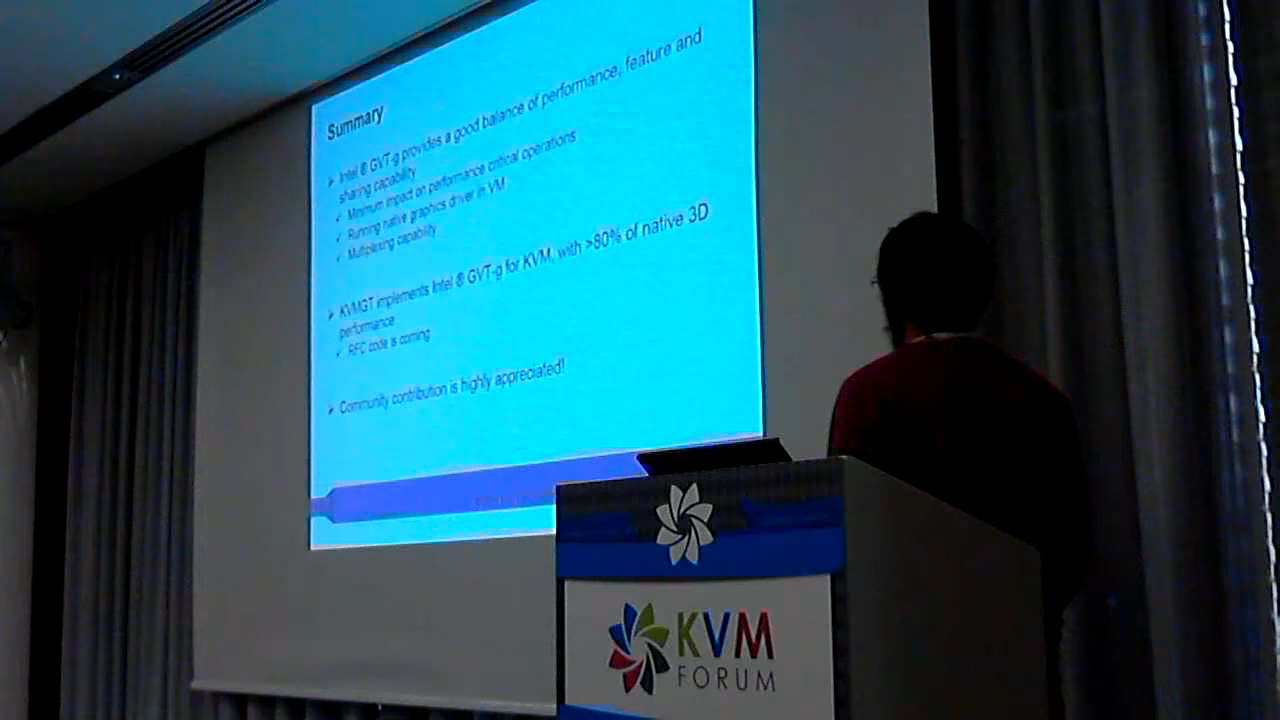 Summary
➢ Intel ® GVT-g provides a good balance of performance, feature and
sharing capability
✓ Minimum impact on performance critical operations
✓ Running native graphics driver in VM
✓ Multiplexing capability
➢ KVMGT implements Intel ® GVT-g for KVM, with >80% of native 3D
performance
✓ RFC code is coming
➢ Community contribution is highly appreciated!
KVM
FORUM